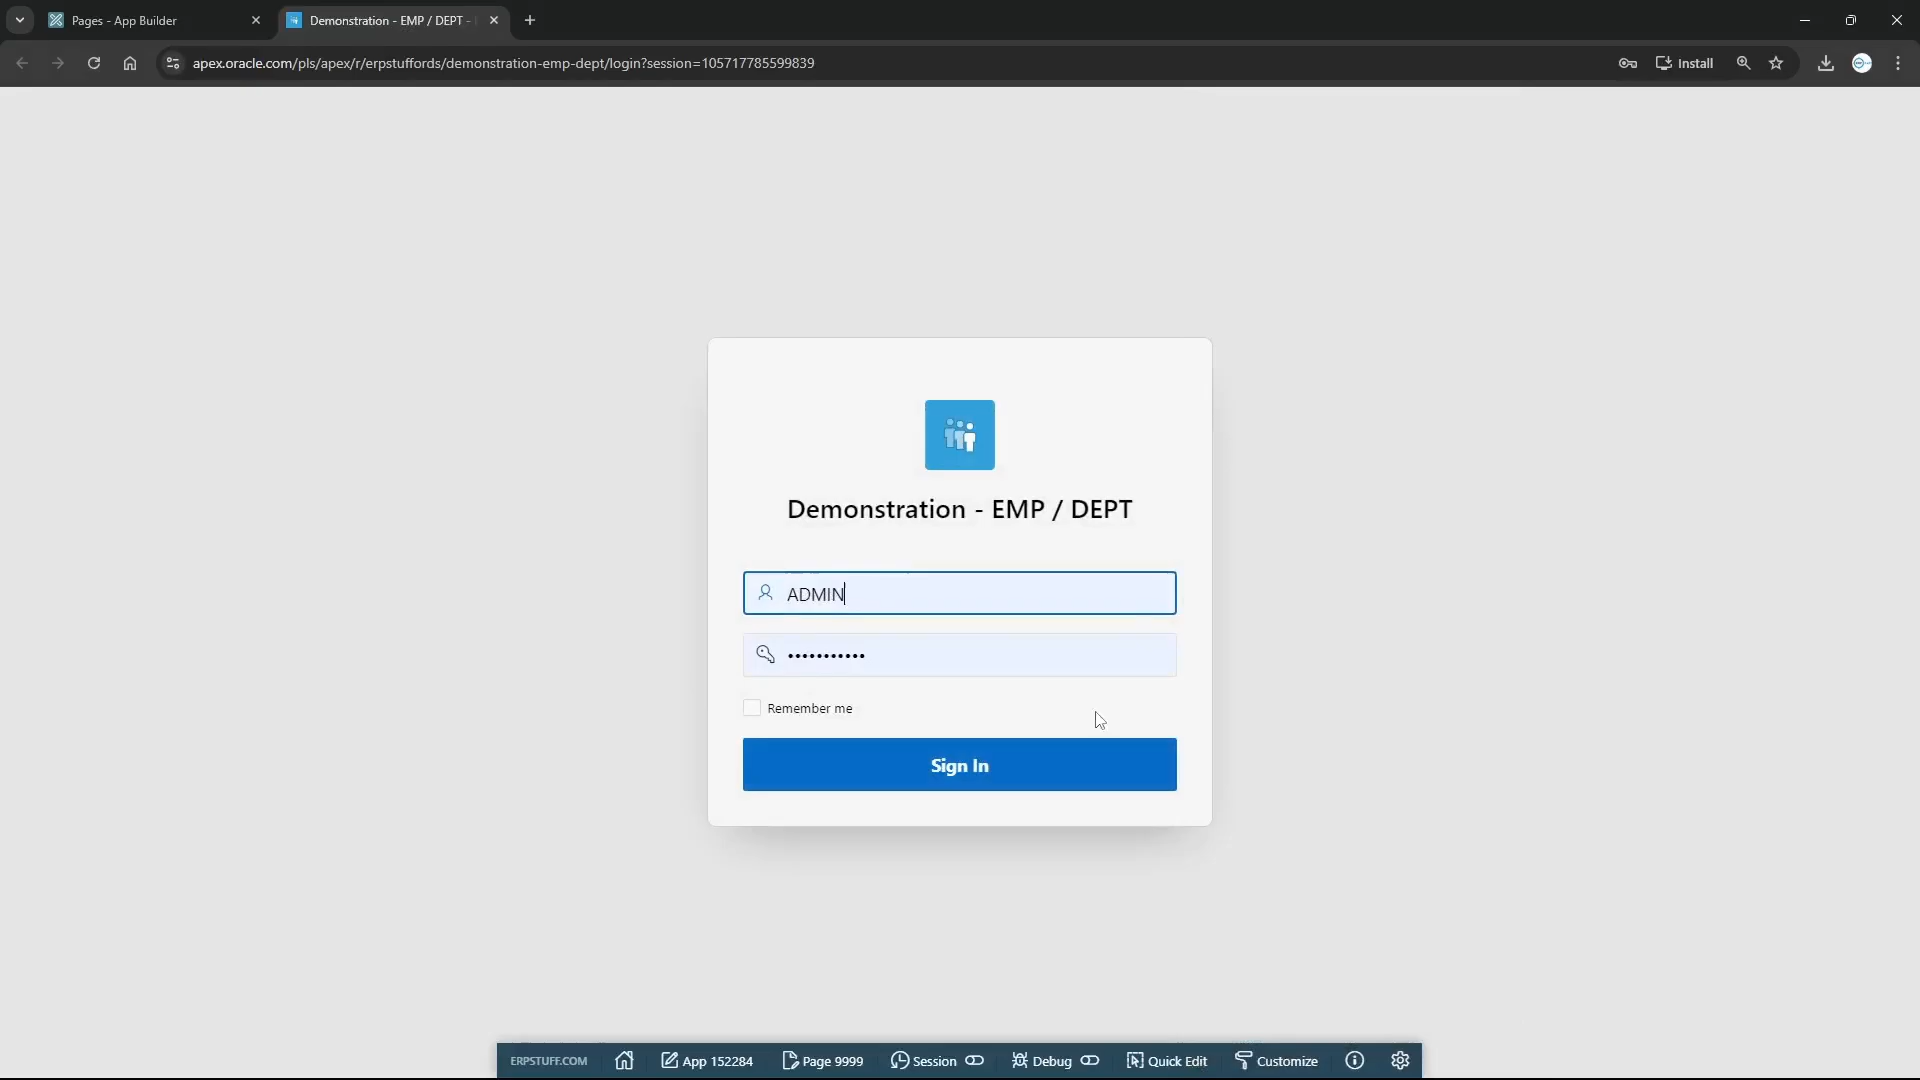 Pages - App Builder
Demonstration - EMP / DEPT -
apex.oracle.com/pls/apex/r/erpstuffords/demonstration-emp-dept/login?session=105717785599839
Install
Demonstration - EMP / DEPT
ADMIN
•••••••••••
Remember me
Sign In
ERPSTUFF.COM
App 152284
Page 9999
Session
Debug
Quick Edit
Customize